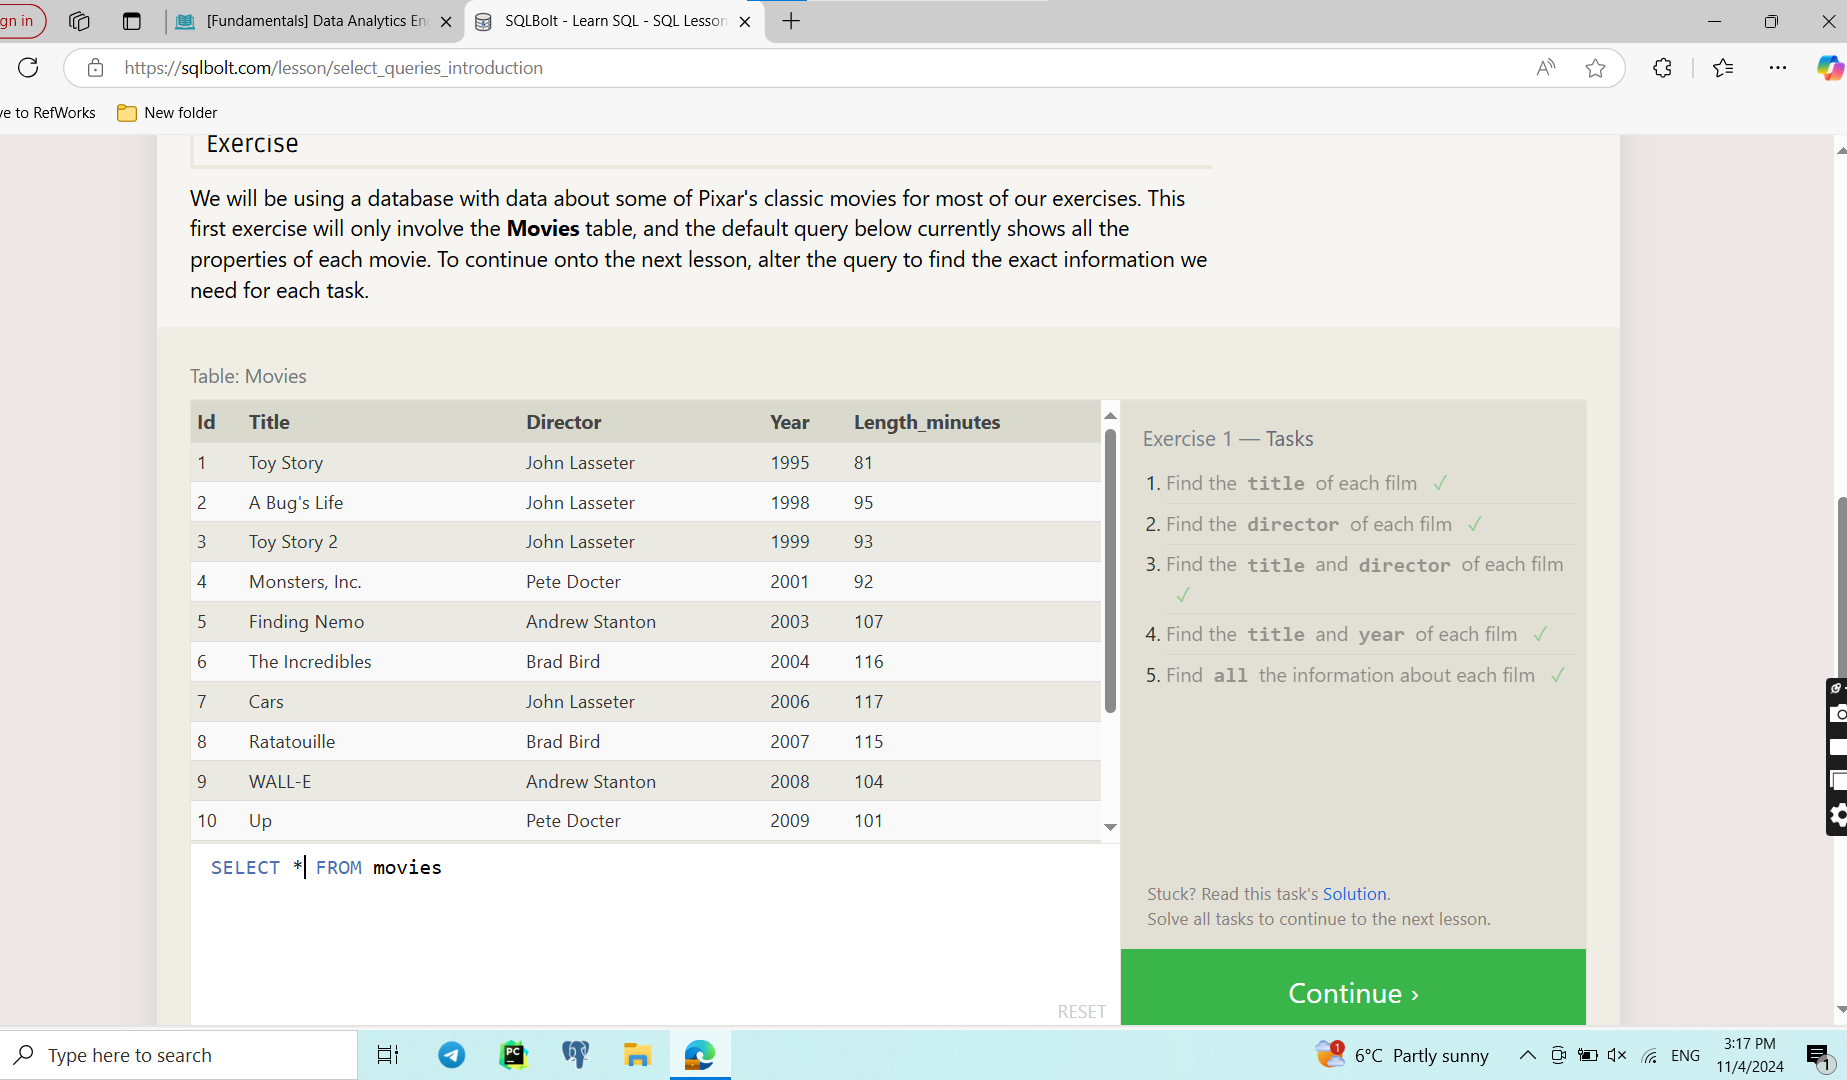 gn in
[Fundamentals] Data Analytics En
SQLBolt - Learn SQL - SQL Lesson
https://sqlbolt.com/lesson/select_queries_introduction
ve to RefWorks
New folder
Exercise
We will be using a database with data about some of Pixar's classic movies for most of our exercises. This
first exercise will only involve the Movies table, and the default query below currently shows all the
properties of each movie. To continue onto the next lesson, alter the query to find the exact information we
need for each task.
Table: Movies
Id Title Director Year Length_minutes
1 Toy Story John Lasseter 1995 81
2 A Bug's Life John Lasseter 1998 95
3 Toy Story 2 John Lasseter 1999 93
4 Monsters, Inc. Pete Docter 2001 92
5 Finding Nemo Andrew Stanton 2003 107
6 The Incredibles Brad Bird 2004 116
7 Cars John Lasseter 2006 117
8 Ratatouille Brad Bird 2007 115
9 WALL-E Andrew Stanton 2008 104
10 Up Pete Docter 2009 101
SELECT * FROM movies
RESET
Exercise 1 — Tasks
1. Find the title of each film ✓
2. Find the director of each film ✓
3. Find the title and director of each film
✓
4. Find the title and year of each film ✓
5. Find all the information about each film ✓
Stuck? Read this task's Solution.
Solve all tasks to continue to the next lesson.
Continue ›
Type here to search
PC
1
6°C Partly sunny
ENG
3:17 PM
11/4/2024
1